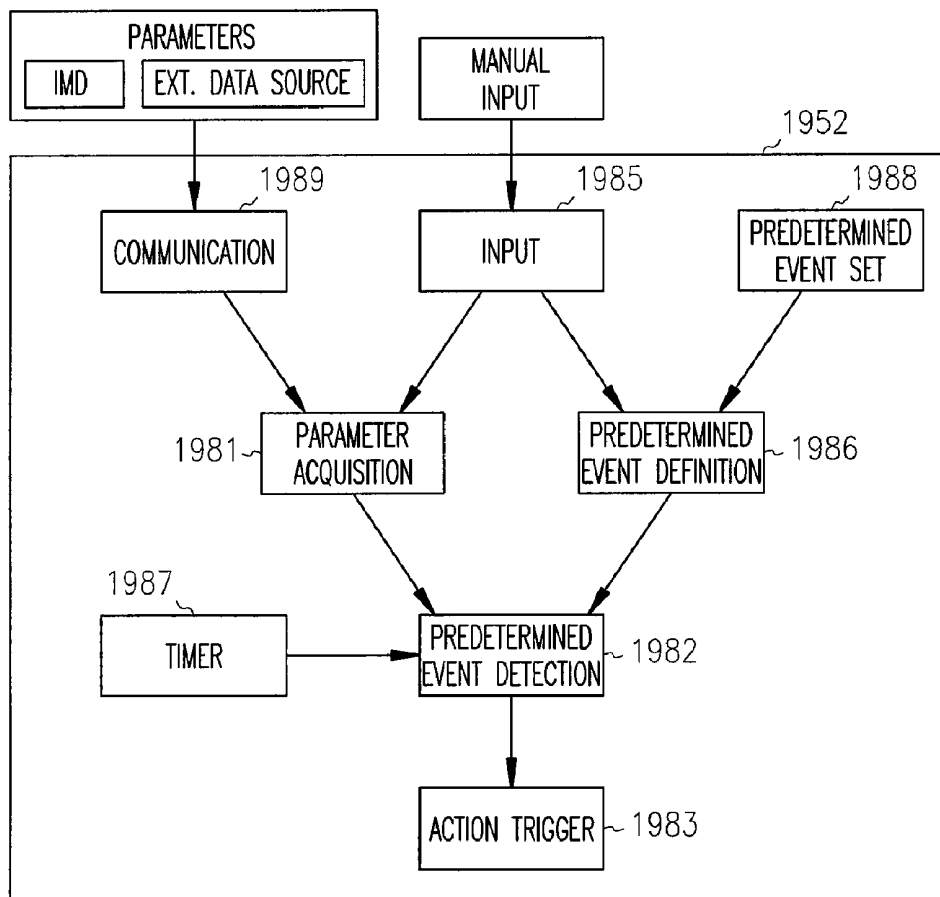 PARAMETERS
IMD
EXT. DATA SOURCE
MANUAL
INPUT
1952
1989
1985
1988
COMMUNICATION
INPUT
PREDETERMINED
EVENT SET
1981
PARAMETER
ACQUISITION
PREDETERMINED
EVENT DEFINITION
1986
1987
TIMER
PREDETERMINED
EVENT DETECTION
1982
ACTION TRIGGER
1983